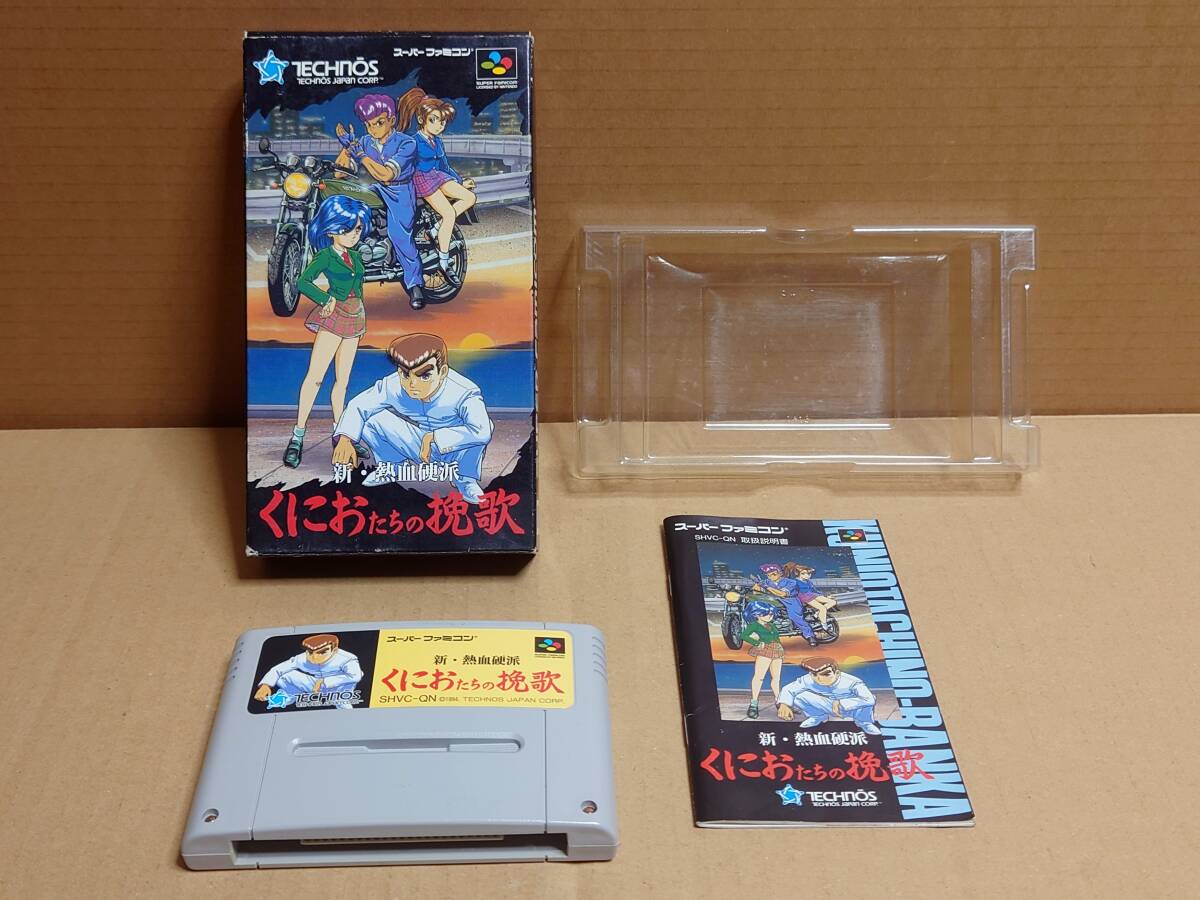 TECHNŌS
TECHNŌS JAPAN CORP.™
スーパーファミコン
SUPER FAMICOM
LICENSED BY NINTENDO
新・熱血硬派
くにおたちの挽歌
スーパーファミコン
新・熱血硬派
くにおたちの挽歌
TECHNŌS
SHVC-QN ©1994 TECHNOS JAPAN CORP.
スーパーファミコン
SHVC-QN 取扱説明書
KUNIOTACHINO-BANKA
新・熱血硬派
くにおたちの挽歌
TECHNŌS
TECHNŌS JAPAN CORP.